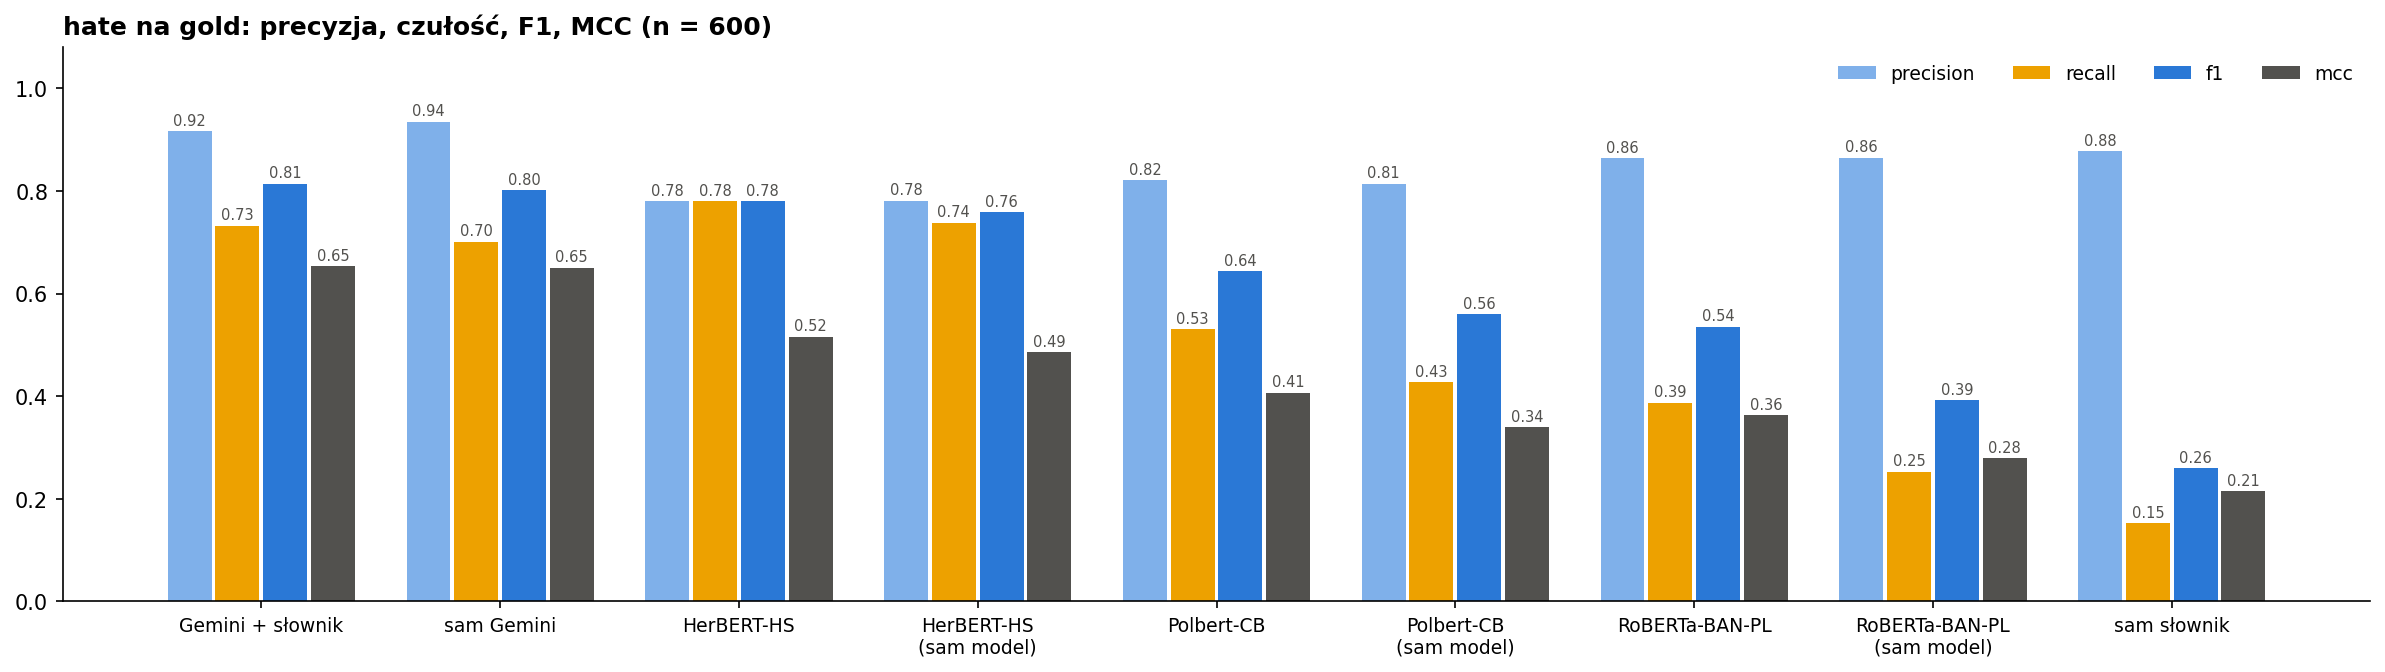 hate na gold: precyzja, czułość, F1, MCC (n = 600)
precision recall f1 mcc
1.0
0.8
0.6
0.4
0.2
0.0
0.92 0.73 0.81 0.65
0.94 0.70 0.80 0.65
0.78 0.78 0.78 0.52
0.78 0.74 0.76 0.49
0.82 0.53 0.64 0.41
0.81 0.43 0.56 0.34
0.86 0.39 0.54 0.36
0.86 0.25 0.39 0.28
0.88 0.15 0.26 0.21
Gemini + słownik
sam Gemini
HerBERT-HS
HerBERT-HS
(sam model)
Polbert-CB
Polbert-CB
(sam model)
RoBERTa-BAN-PL
RoBERTa-BAN-PL
(sam model)
sam słownik